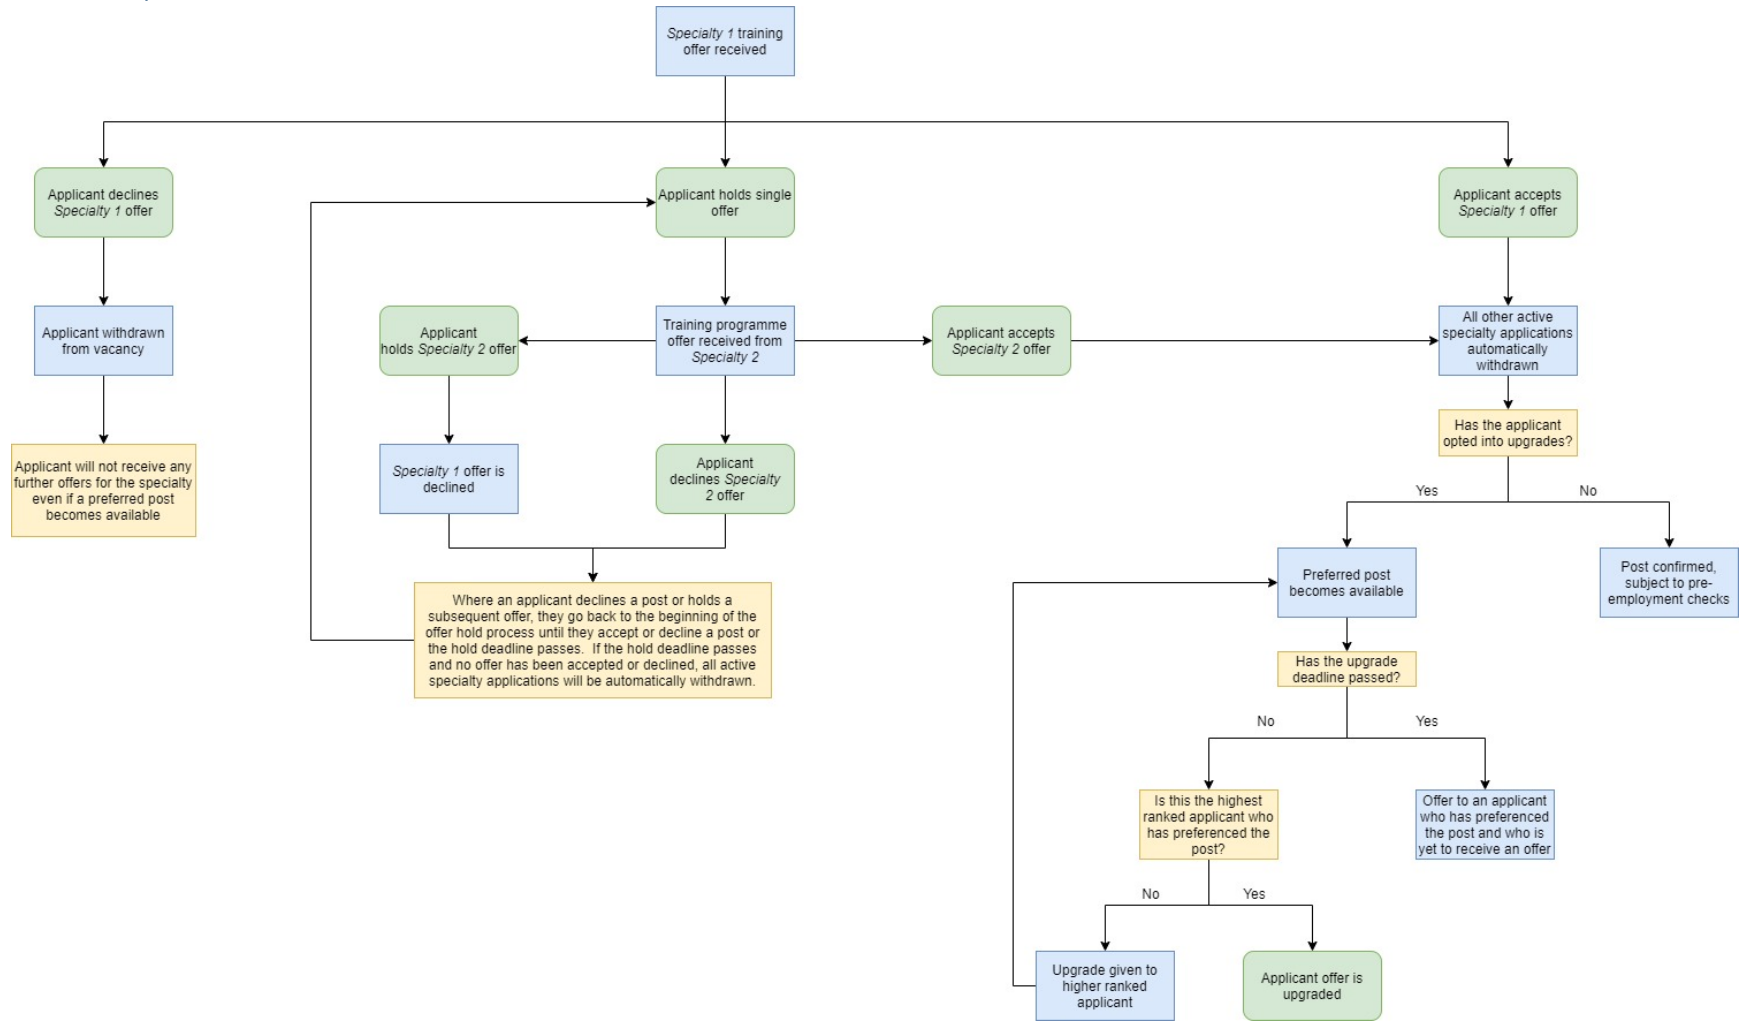 Specialty 1 training
offer received
Applicant declines
Specialty 1 offer
Applicant holds single
offer
Applicant accepts
Specialty 1 offer
Applicant withdrawn
from vacancy
Applicant
holds Specialty 2 offer
Training programme
offer received from
Specialty 2
Applicant accepts
Specialty 2 offer
All other active
specialty applications
automatically
withdrawn
Has the applicant
opted into upgrades?
Applicant will not receive any
further offers for the specialty
even if a preferred post
becomes available
Specialty 1 offer is
declined
Applicant
declines Specialty
2 offer
Yes
No
Preferred post
becomes available
Post confirmed,
subject to pre-
employment checks
Where an applicant declines a post or holds a
subsequent offer, they go back to the beginning of the
offer hold process until they accept or decline a post or
the hold deadline passes.  If the hold deadline passes
and no offer has been accepted or declined, all active
specialty applications will be automatically withdrawn.
Has the upgrade
deadline passed?
No
Yes
Is this the highest
ranked applicant who
has preferenced the
post?
Offer to an applicant
who has preferenced
the post and who is
yet to receive an offer
No
Yes
Upgrade given to
higher ranked
applicant
Applicant offer is
upgraded